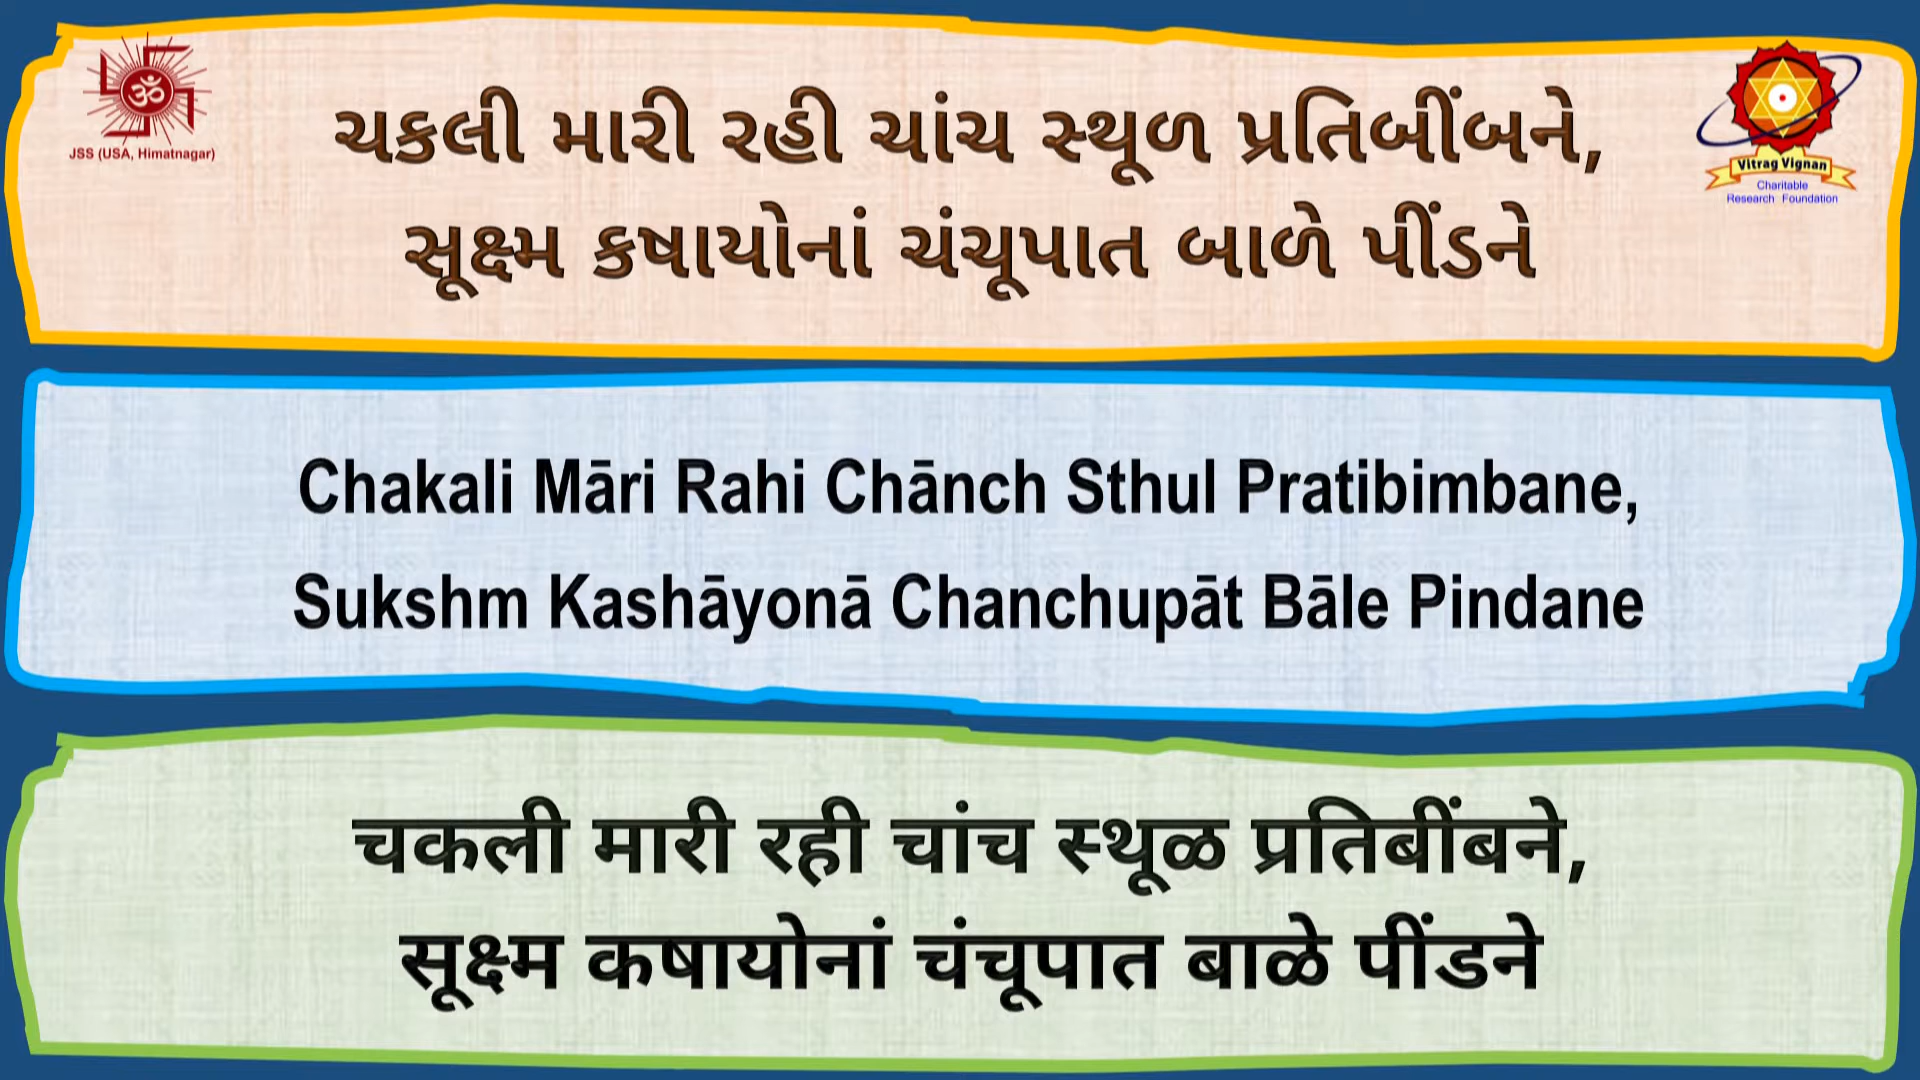 ॐ
JSS (USA, Himatnagar)
ચકલી મારી રહી ચાંચ સ્થૂળ પ્રતિબીંબને,
સૂક્ષ્મ કષાયોનાં ચંચૂપાત બાળે પીંડને
Vitrag Vignan
Charitable
Research Foundation
Chakali Māri Rahi Chānch Sthul Pratibimbane,
Sukshm Kashāyonā Chanchupāt Bāle Pindane
चकली मारी रही चांच स्थूळ प्रतिबींबने,
सूक्ष्म कषायोनां चंचूपात बाळे पींडने